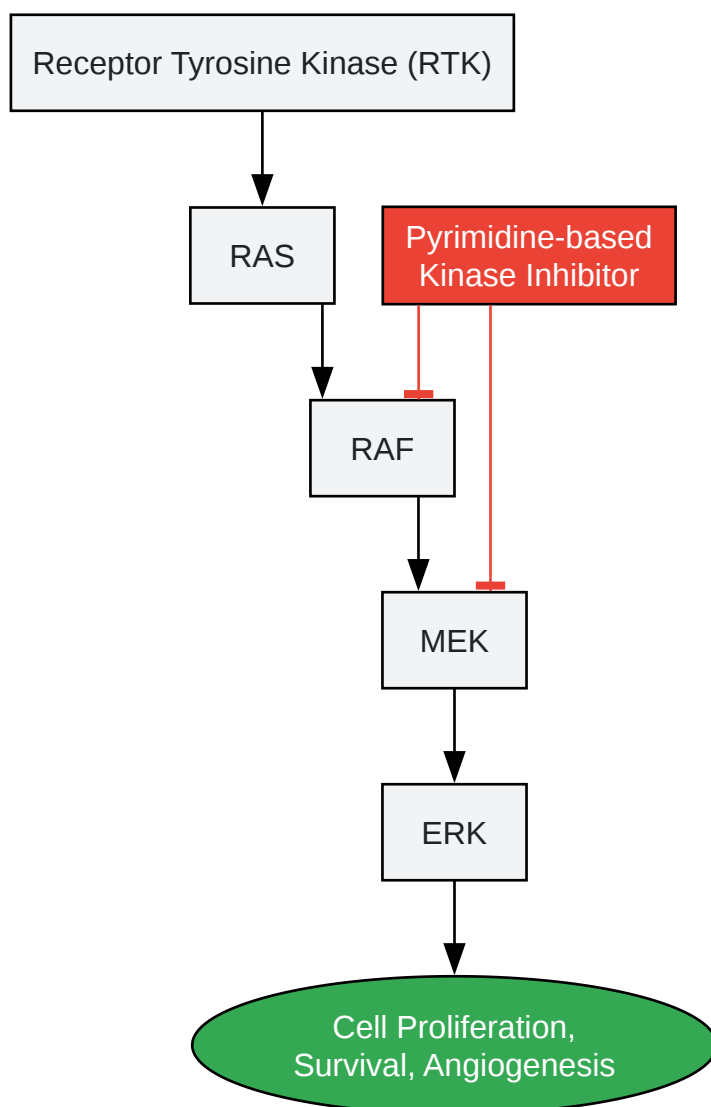 Receptor Tyrosine Kinase (RTK)
RAS
Pyrimidine-based
Kinase Inhibitor
RAF
MEK
ERK
Cell Proliferation,
Survival, Angiogenesis